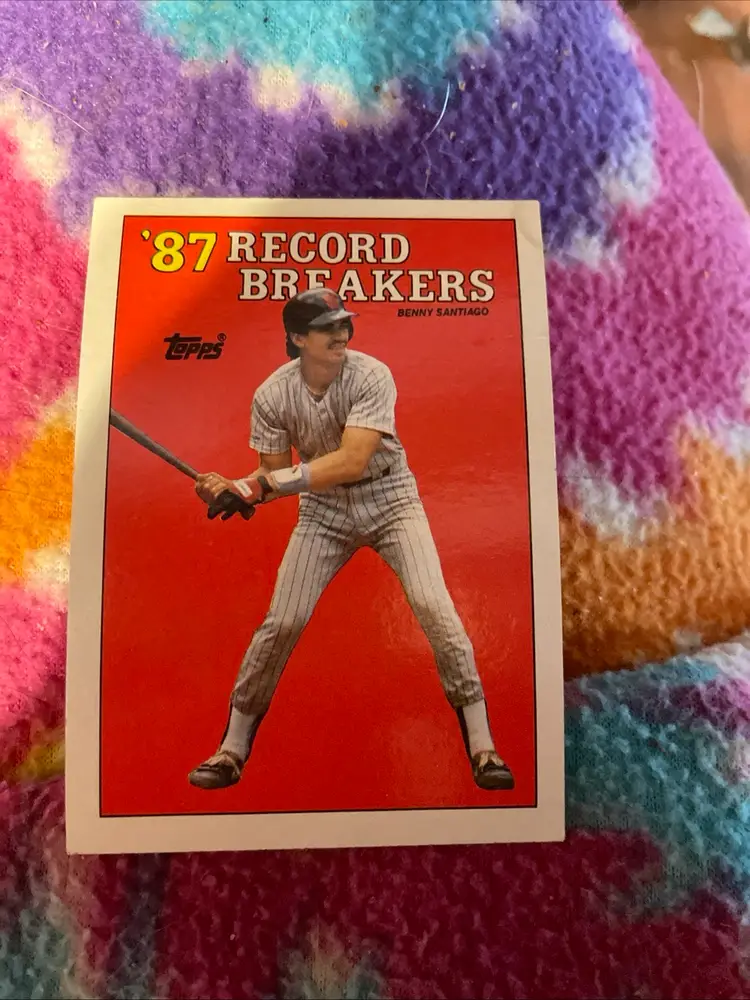 '87 RECORD
BREAKERS
BENNY SANTIAGO
topps®